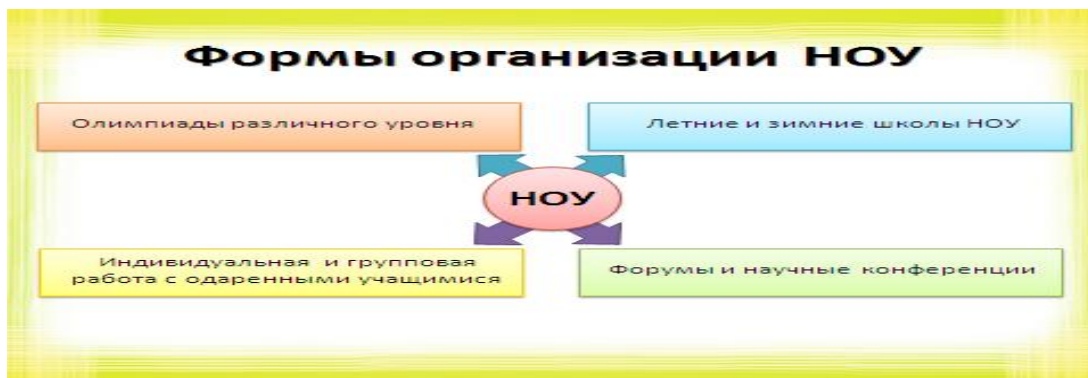 Формы организации НОУ
Олимпиады различного уровня
Летние и зимние школы НОУ
НОУ
Индивидуальная и групповая
работа с одаренными учащимися
Форумы и научные конференции